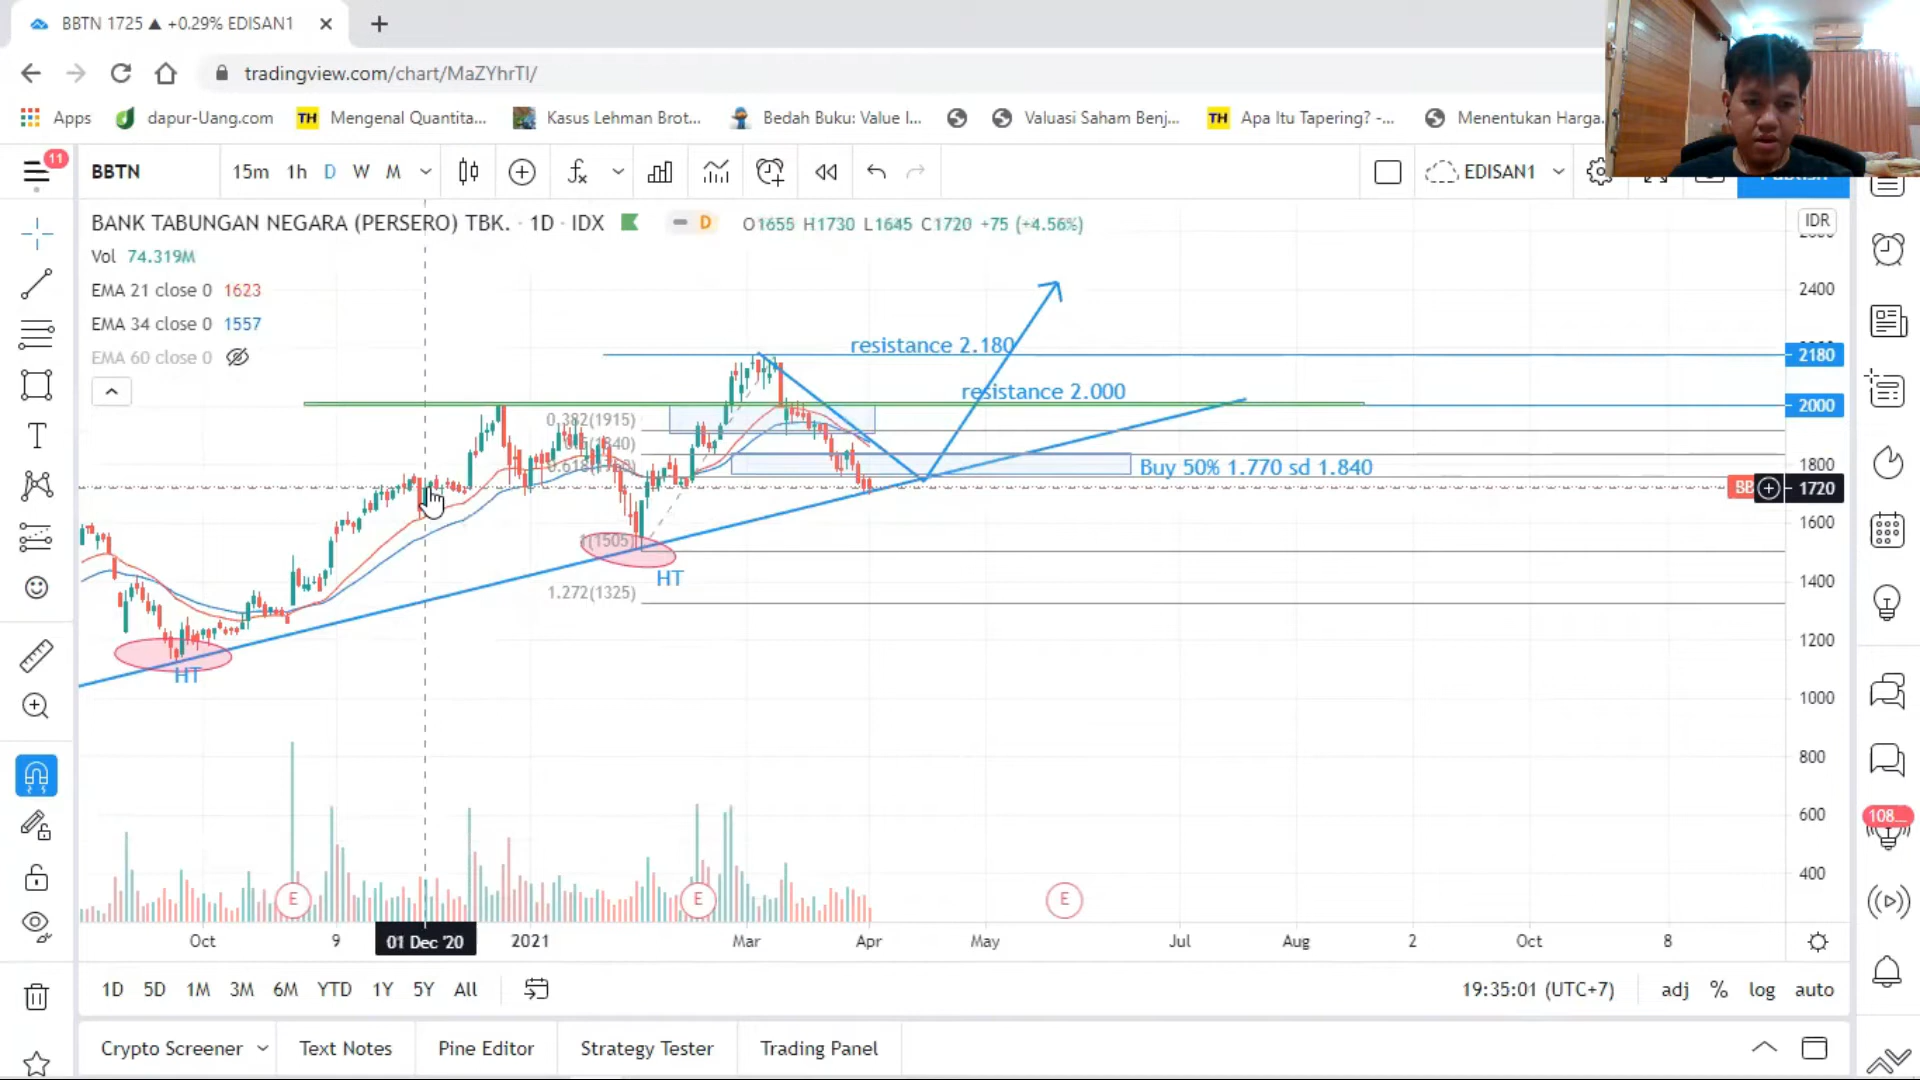 BBTN 1725 ▲ +0.29% EDISAN1
tradingview.com/chart/MaZYhrTI/
Apps dapur-Uang.com TH Mengenal Quantita... Kasus Lehman Brot... Bedah Buku: Value I... Valuasi Saham Benj... TH Apa Itu Tapering? -... Menentukan Harga.
11
BBTN 15m 1h D W M EDISAN1
BANK TABUNGAN NEGARA (PERSERO) TBK. · 1D · IDX D O1655 H1730 L1645 C1720 +75 (+4.56%) IDR
Vol 74.319M
EMA 21 close 0 1623
EMA 34 close 0 1557
EMA 60 close 0
2400
resistance 2.180
2180
resistance 2.000
2000
0.382(1915)
Buy 50% 1.770 sd 1.840
1800
1720
1600
1(1505)
HT
1400
1.272(1325)
1200
HT
1000
800
600
108...
400
E E E
Oct 9 01 Dec '20 2021 Mar Apr May Jul Aug 2 Oct 8
1D 5D 1M 3M 6M YTD 1Y 5Y All 19:35:01 (UTC+7) adj % log auto
Crypto Screener Text Notes Pine Editor Strategy Tester Trading Panel